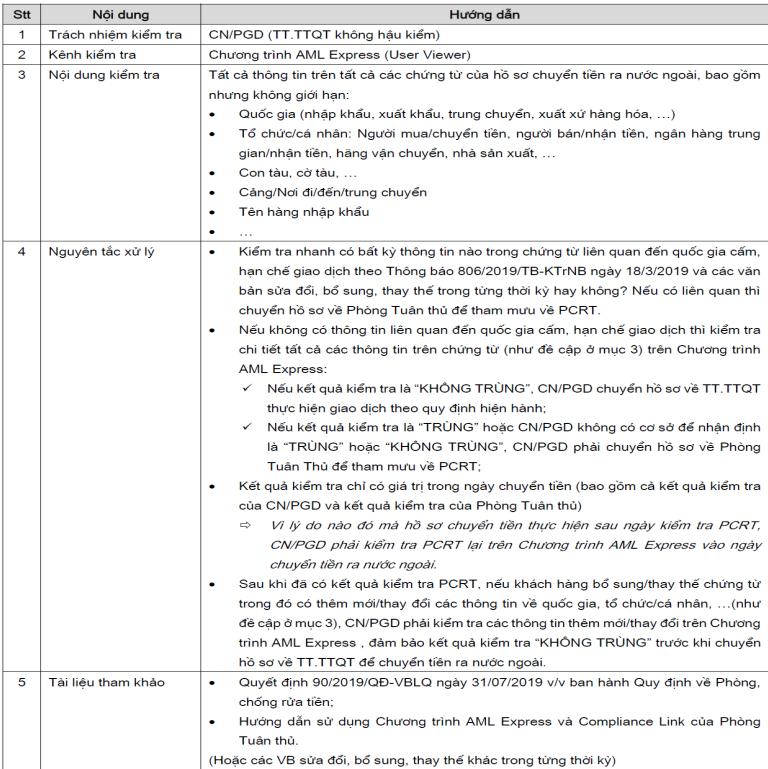 Stt Nội dung Hướng dẫn
1 Trách nhiệm kiểm tra CN/PGD (TT.TTQT không hậu kiểm)
2 Kênh kiểm tra Chương trình AML Express (User Viewer)
3 Nội dung kiểm tra Tất cả thông tin trên tất cả các chứng từ của hồ sơ chuyển tiền ra nước ngoài, bao gồm
nhưng không giới hạn:
• Quốc gia (nhập khẩu, xuất khẩu, trung chuyển, xuất xứ hàng hóa, …)
• Tổ chức/cá nhân: Người mua/chuyển tiền, người bán/nhận tiền, ngân hàng trung
gian/nhận tiền, hãng vận chuyển, nhà sản xuất, …
• Con tàu, cờ tàu, …
• Cảng/Nơi đi/đến/trung chuyển
• Tên hàng nhập khẩu
• …
4 Nguyên tắc xử lý • Kiểm tra nhanh có bất kỳ thông tin nào trong chứng từ liên quan đến quốc gia cấm,
hạn chế giao dịch theo Thông báo 806/2019/TB-KTrNB ngày 18/3/2019 và các văn
bản sửa đổi, bổ sung, thay thế trong từng thời kỳ hay không? Nếu có liên quan thì
chuyển hồ sơ về Phòng Tuân thủ để tham mưu về PCRT.
• Nếu không có thông tin liên quan đến quốc gia cấm, hạn chế giao dịch thì kiểm tra
chi tiết tất cả các thông tin trên chứng từ (như đề cập ở mục 3) trên Chương trình
AML Express:
✓ Nếu kết quả kiểm tra là “KHÔNG TRÙNG”, CN/PGD chuyển hồ sơ về TT.TTQT
thực hiện giao dịch theo quy định hiện hành;
✓ Nếu kết quả kiểm tra là “TRÙNG” hoặc CN/PGD không có cơ sở để nhận định
là “TRÙNG” hoặc “KHÔNG TRÙNG”, CN/PGD phải chuyển hồ sơ về Phòng
Tuân Thủ để tham mưu về PCRT;
• Kết quả kiểm tra chỉ có giá trị trong ngày chuyển tiền (bao gồm cả kết quả kiểm tra
của CN/PGD và kết quả kiểm tra của Phòng Tuân thủ)
⇨ Vì lý do nào đó mà hồ sơ chuyển tiền thực hiện sau ngày kiểm tra PCRT,
CN/PGD phải kiểm tra PCRT lại trên Chương trình AML Express vào ngày
chuyển tiền ra nước ngoài.
• Sau khi đã có kết quả kiểm tra PCRT, nếu khách hàng bổ sung/thay thế chứng từ
trong đó có thêm mới/thay đổi các thông tin về quốc gia, tổ chức/cá nhân, …(như
đề cập ở mục 3), CN/PGD phải kiểm tra các thông tin thêm mới/thay đổi trên Chương
trình AML Express , đảm bảo kết quả kiểm tra “KHÔNG TRÙNG” trước khi chuyển
hồ sơ về TT.TTQT để chuyển tiền ra nước ngoài.
5 Tài liệu tham khảo • Quyết định 90/2019/QĐ-VBLQ ngày 31/07/2019 v/v ban hành Quy định về Phòng,
chống rửa tiền;
• Hướng dẫn sử dụng Chương trình AML Express và Compliance Link của Phòng
Tuân thủ.
(Hoặc các VB sửa đổi, bổ sung, thay thế khác trong từng thời kỳ)